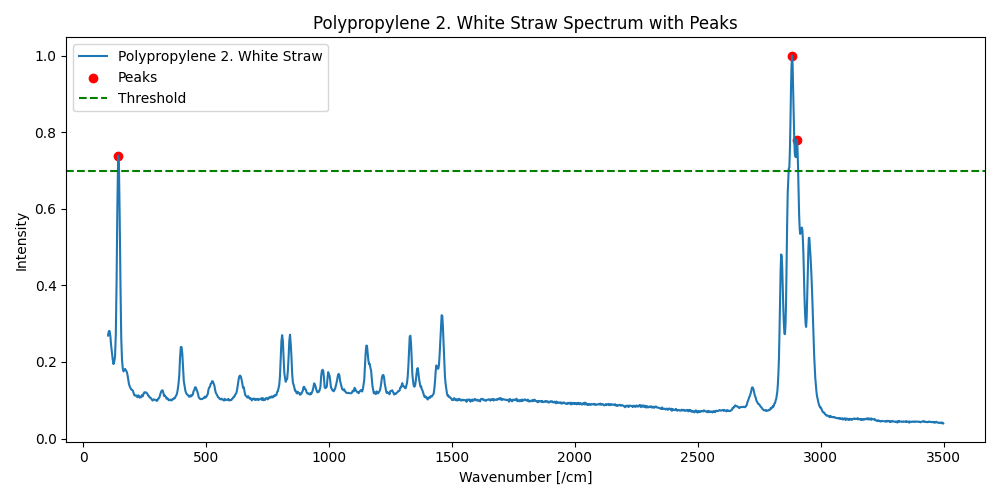 Polypropylene 2. White Straw Spectrum with Peaks
Polypropylene 2. White Straw
Peaks
Threshold
Intensity
1.0
0.8
0.6
0.4
0.2
0.0
0 500 1000 1500 2000 2500 3000 3500
Wavenumber [/cm]